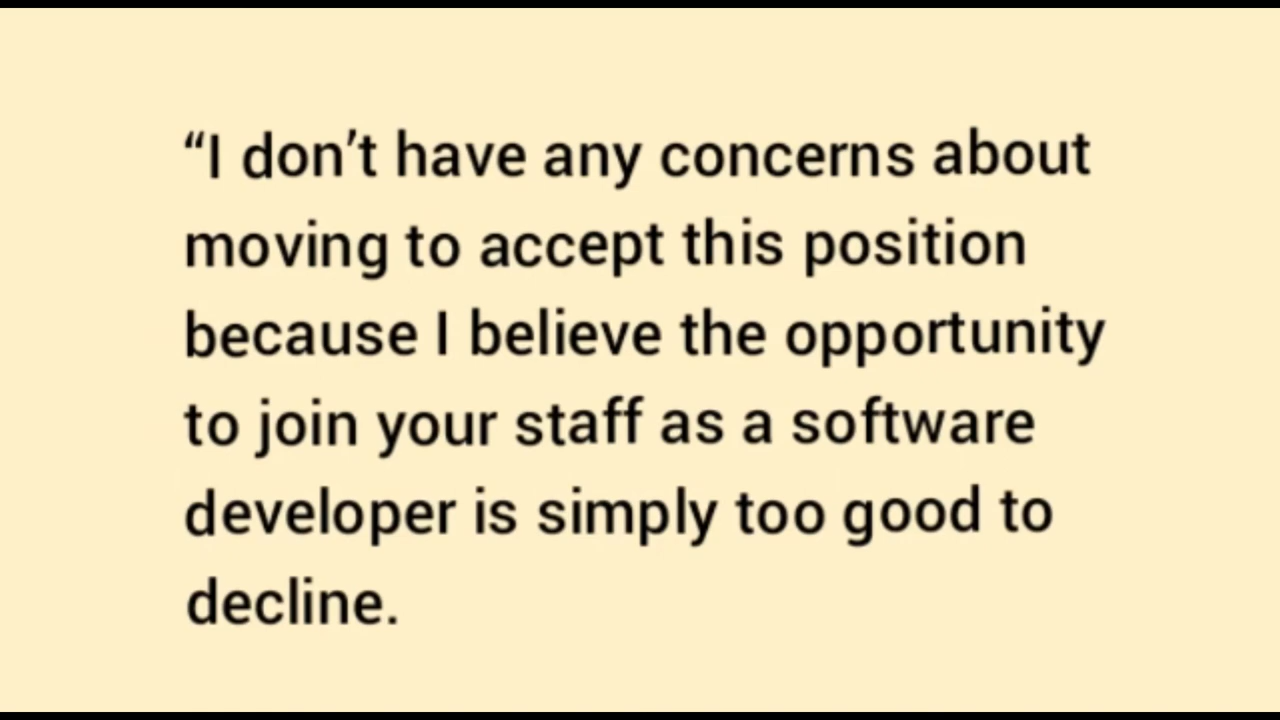 “I don’t have any concerns about
moving to accept this position
because I believe the opportunity
to join your staff as a software
developer is simply too good to
decline.